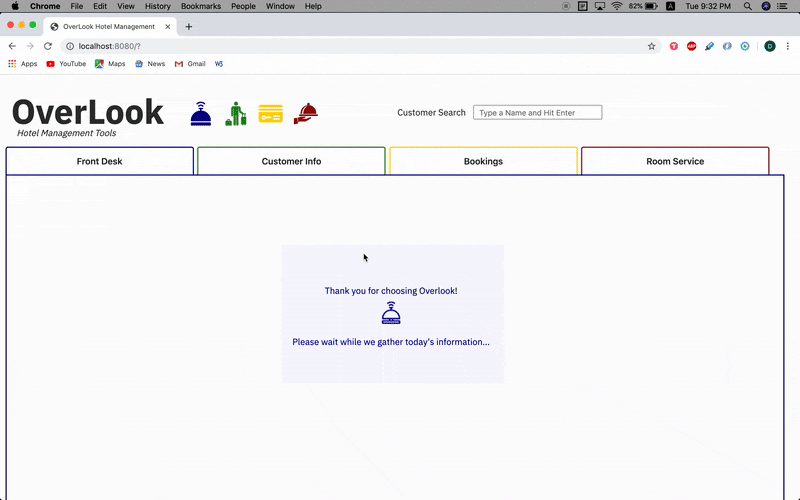 Chrome File Edit View History Bookmarks People Window Help 82% Tue 9:32 PM
OverLook Hotel Management
localhost:8080/?
Apps YouTube Maps News Gmail
OverLook
Hotel Management Tools
Customer Search Type a Name and Hit Enter
Front Desk Customer Info Bookings Room Service
Thank you for choosing Overlook!
Please wait while we gather today's information...